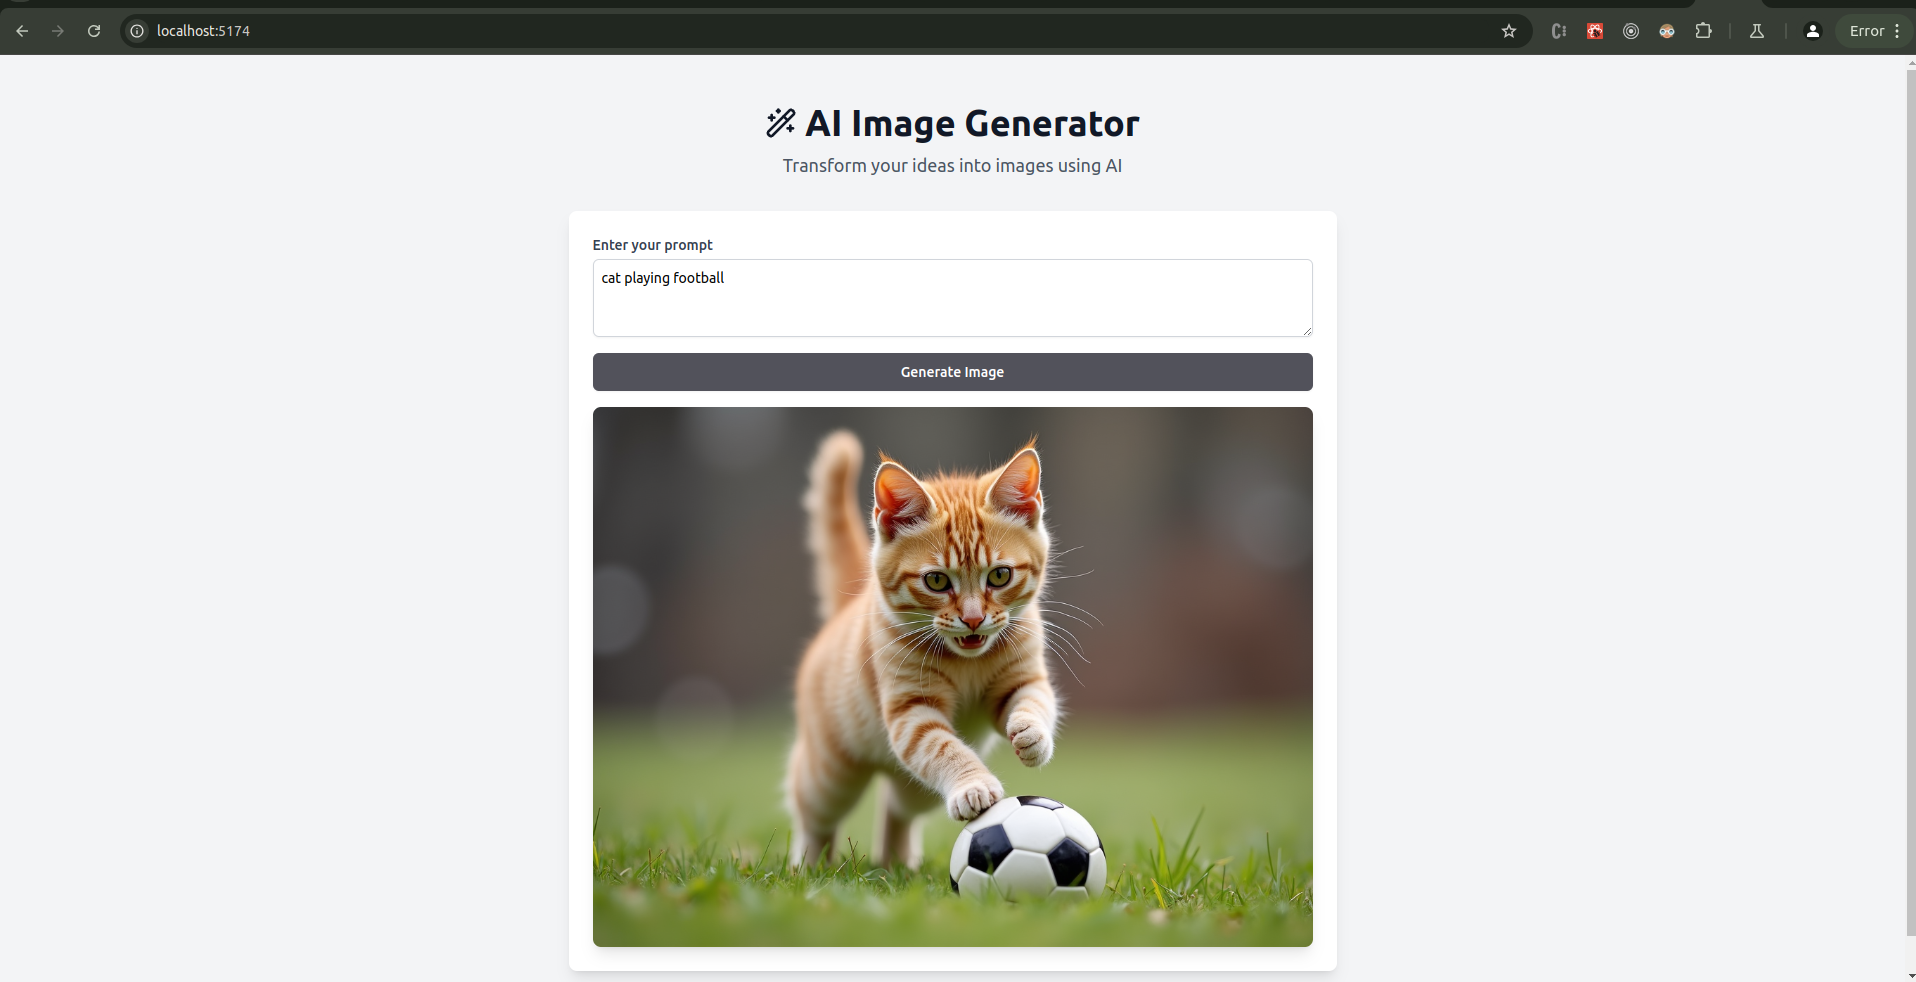 localhost:5174
Error
AI Image Generator
Transform your ideas into images using AI
Enter your prompt
cat playing football
Generate Image